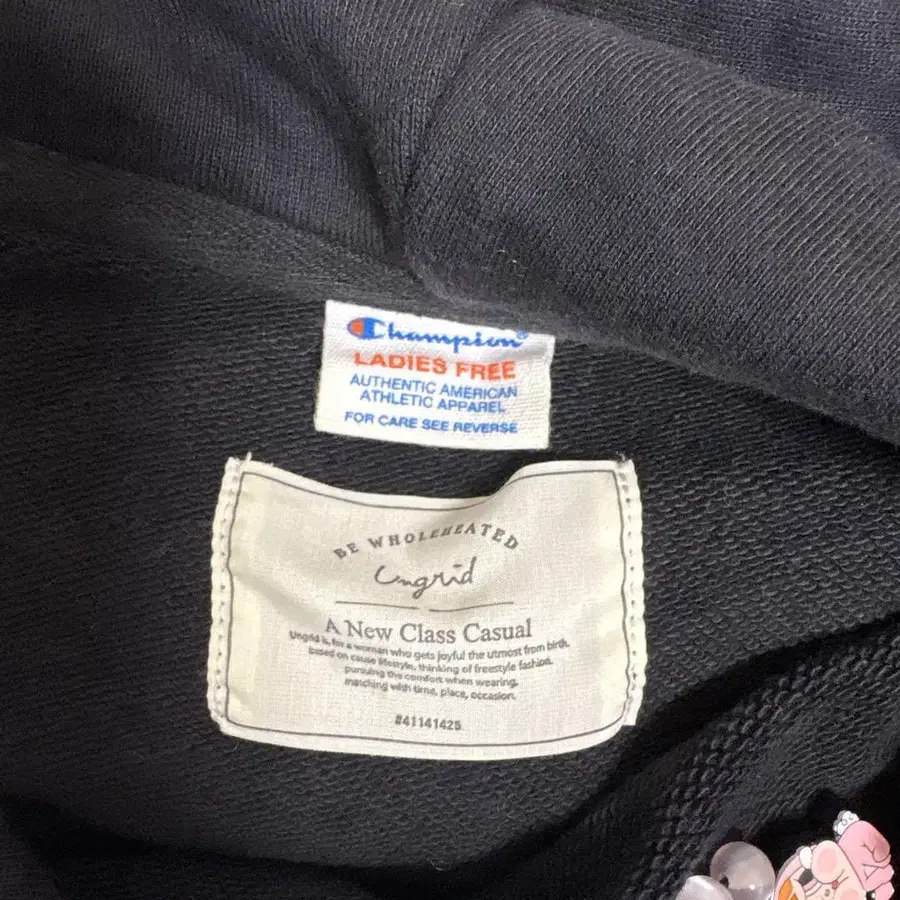 Champion®
LADIES FREE
AUTHENTIC AMERICAN
ATHLETIC APPAREL
FOR CARE SEE REVERSE
BE WHOLEHEATED
Ungrid
A New Class Casual
Ungrid is, for a woman who gets joyful the utmost from birth,
based on cause lifestyle, thinking of freestyle fashion.
pursuing the comfort when wearing,
matching with time, place, occasion.
#41141425